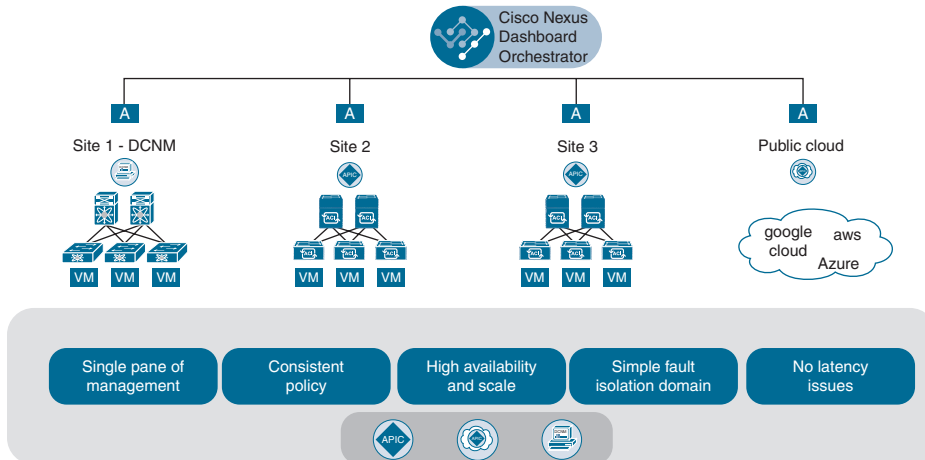 Cisco Nexus
Dashboard
Orchestrator
A
A
A
A
Site 1 - DCNM
Site 2
Site 3
Public cloud
APIC
APIC
ACI
ACI
ACI
ACI
ACI
ACI
ACI
ACI
ACI
ACI
google
cloud
aws
Azure
VM
VM
VM
VM
VM
VM
VM
VM
VM
Single pane of
management
Consistent
policy
High availability
and scale
Simple fault
isolation domain
No latency
issues
APIC
APIC
DCNM